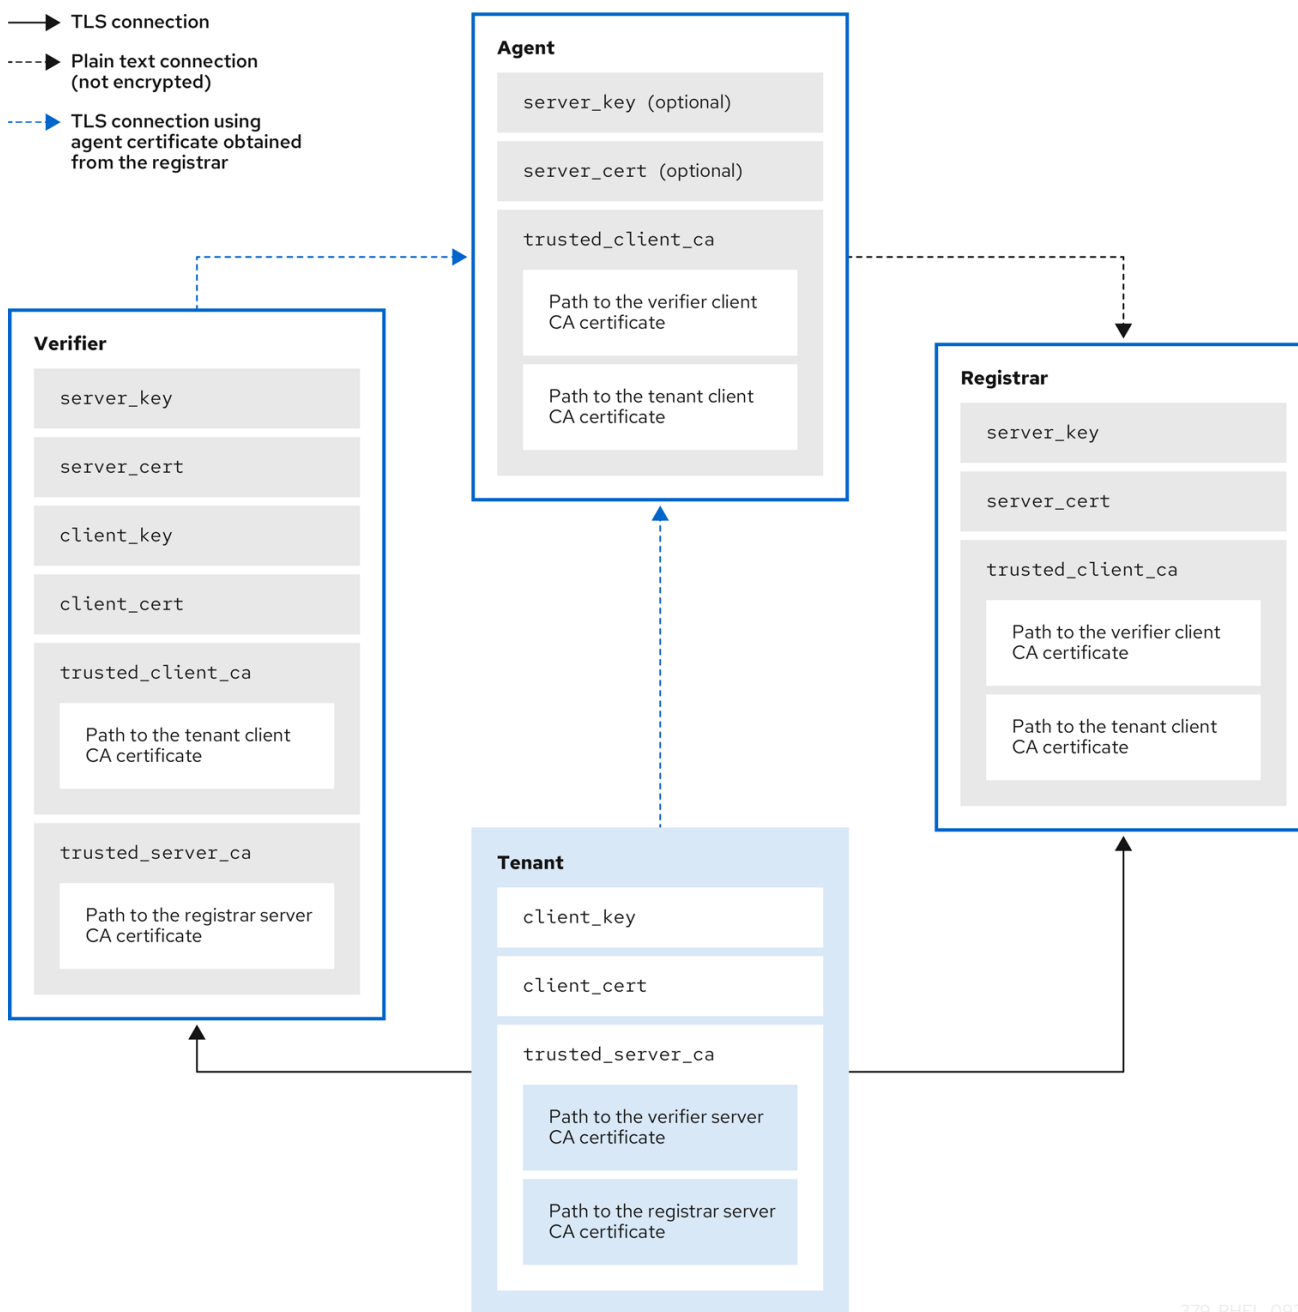 TLS connection
Plain text connection
(not encrypted)
TLS connection using
agent certificate obtained
from the registrar
Agent
server_key (optional)
server_cert (optional)
trusted_client_ca
Path to the verifier client
CA certificate
Path to the tenant client
CA certificate
Verifier
server_key
server_cert
client_key
client_cert
trusted_client_ca
Path to the tenant client
CA certificate
trusted_server_ca
Path to the registrar server
CA certificate
Registrar
server_key
server_cert
trusted_client_ca
Path to the verifier client
CA certificate
Path to the tenant client
CA certificate
Tenant
client_key
client_cert
trusted_server_ca
Path to the verifier server
CA certificate
Path to the registrar server
CA certificate